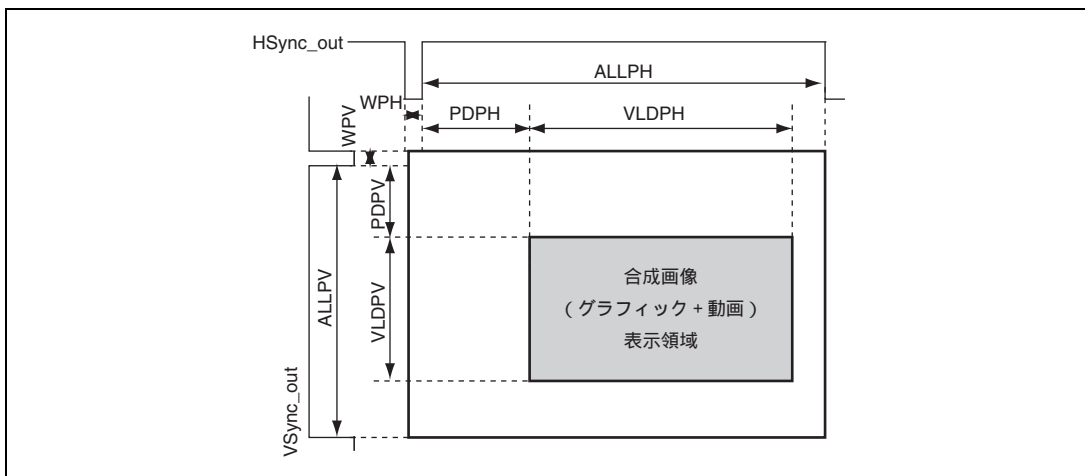 HSync_out
ALLPH
WPH
PDPH
VLDPH
WPV
PDPV
ALLPV
VLDPV
合成画像
（グラフィック + 動画）
表示領域
VSync_out